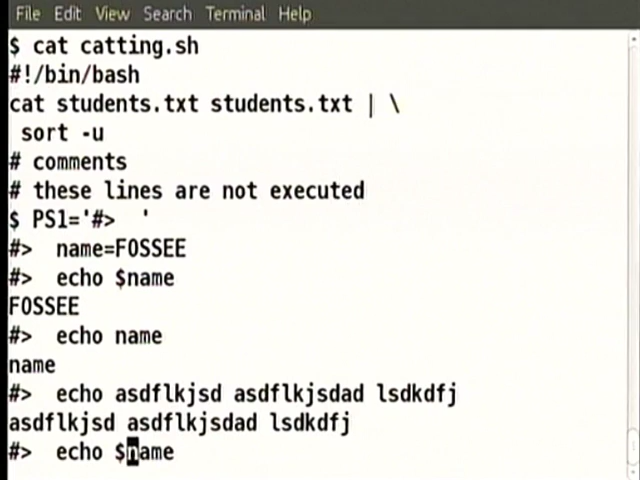 File Edit View Search Terminal Help
$ cat catting.sh
#!/bin/bash
cat students.txt students.txt | \
 sort -u
# comments
# these lines are not executed
$ PS1='#>  '
#>  name=FOSSEE
#>  echo $name
FOSSEE
#>  echo name
name
#>  echo asdflkjsd asdflkjsdad lsdkdfj
asdflkjsd asdflkjsdad lsdkdfj
#>  echo $name